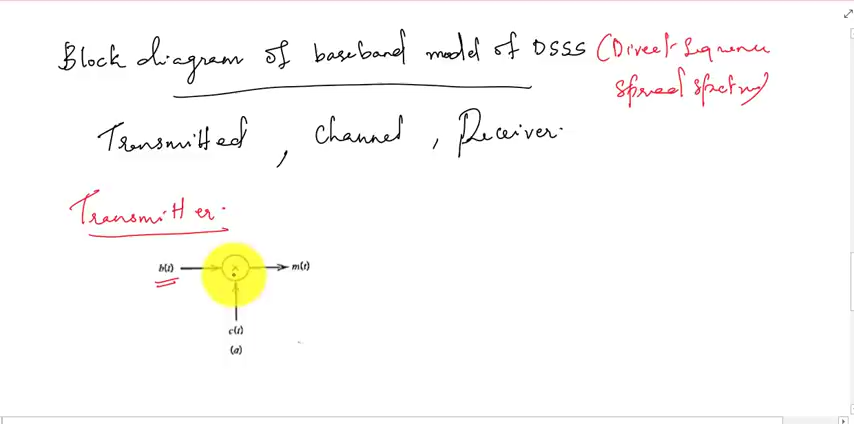 Block diagram of baseband model of DSSS (Direct Sequence
Spread Spectrum)
Transmitted, Channel, Receiver.
Transmitter.
b(t) × m(t)
c(t)
(a)